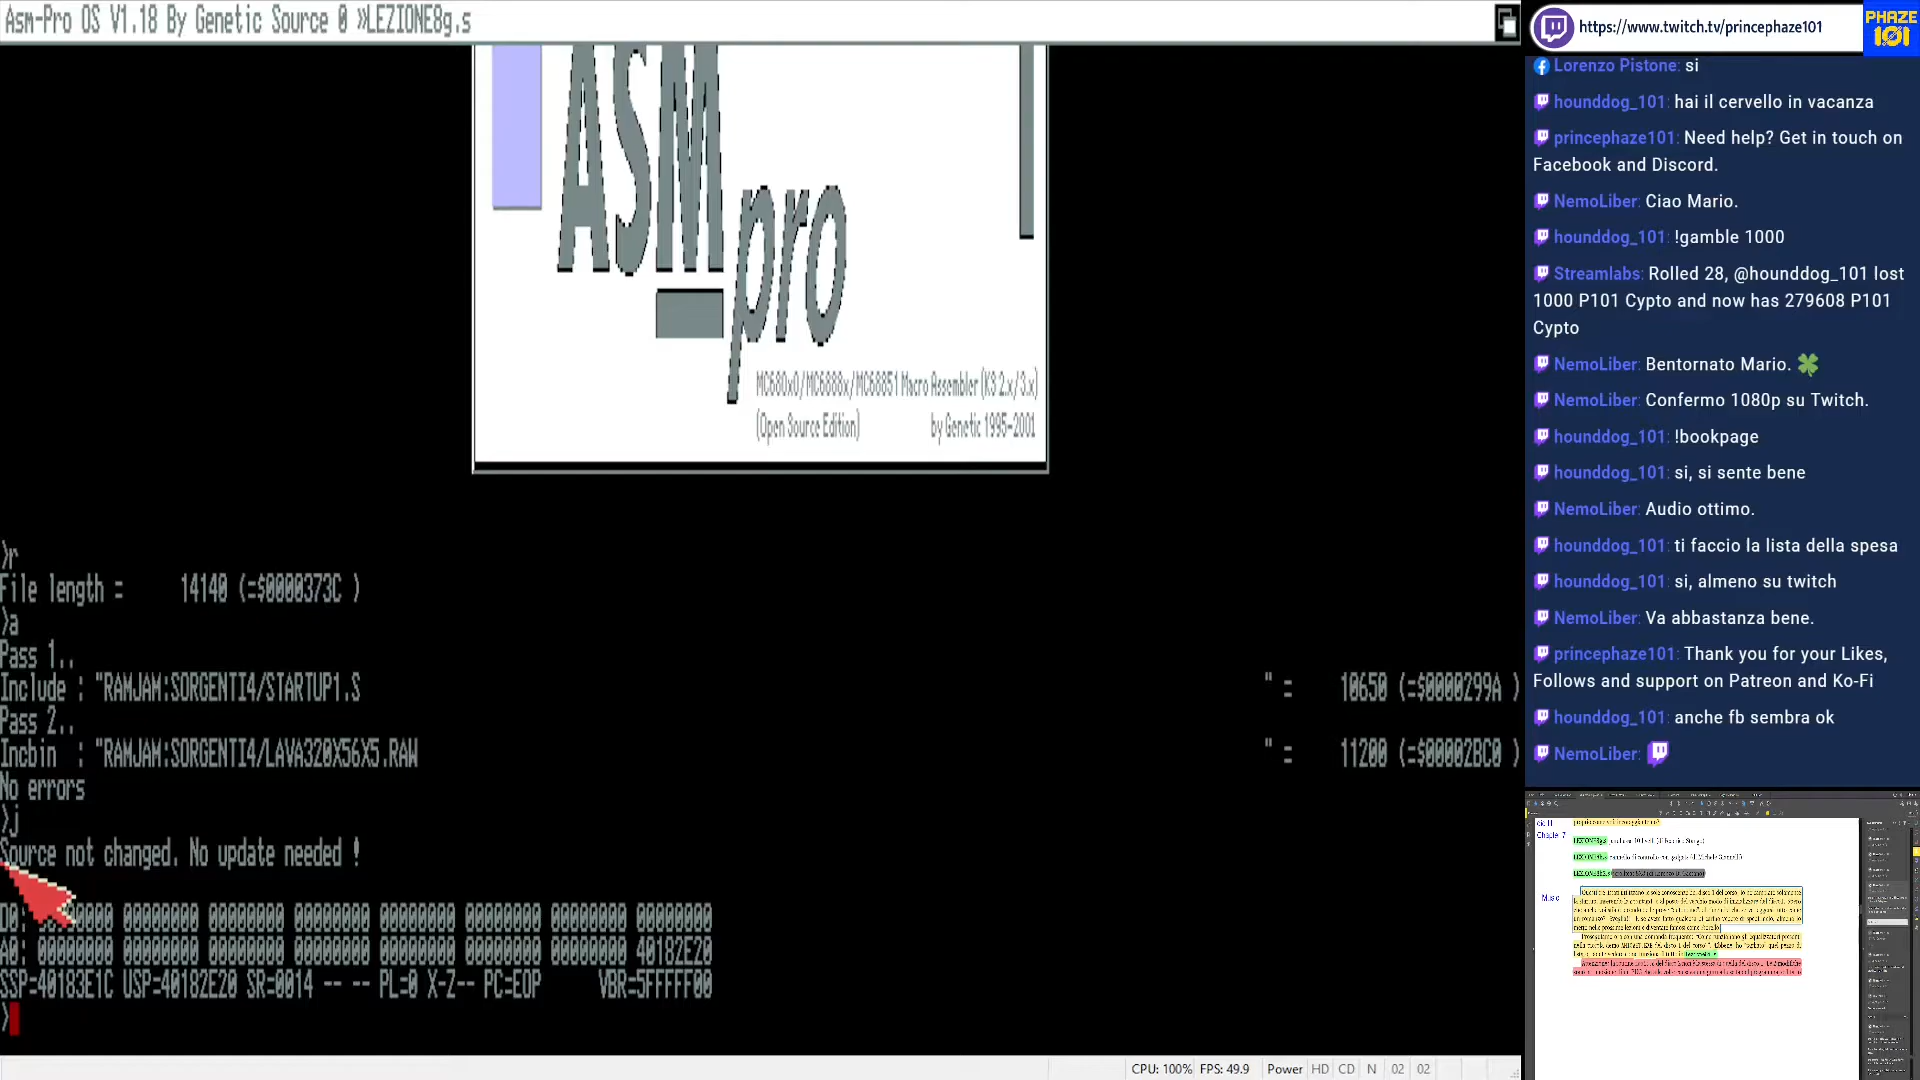 Asm-Pro OS V1.18 By Genetic Source 0 »LEZIONE8g.s
ASM
pro
MC680x0/MC6888x/MC68851 Macro Assembler (KS 2.x/3.x)
(Open Source Edition) by Genetic 1995-2001
>r
File length = 14140 (=$0000373C )
>a
Pass 1..
Include : "RAMJAM:SORGENTI4/STARTUP1.S " = 10650 (=$0000299A )
Pass 2..
Incbin : "RAMJAM:SORGENTI4/LAVA320X56X5.RAW " = 11200 (=$00002BC0 )
No errors
>j
Source not changed. No update needed !
D0: 00000000 00000000 00000000 00000000 00000000 00000000 00000000 00000000
A0: 00000000 00000000 00000000 00000000 00000000 00000000 00000000 40182E20
SSP=40183E1C USP=40182E20 SR=0014 -- -- PL=0 X-Z-- PC=EOP VBR=5FFFFF00
>
CPU: 100% FPS: 49.9 Power HD CD N 02 02
https://www.twitch.tv/princephaze101
PHAZE
101
Lorenzo Pistone: si
hounddog_101: hai il cervello in vacanza
princephaze101: Need help? Get in touch on
Facebook and Discord.
NemoLiber: Ciao Mario.
hounddog_101: !gamble 1000
Streamlabs: Rolled 28, @hounddog_101 lost
1000 P101 Cypto and now has 279608 P101
Cypto
NemoLiber: Bentornato Mario. 🍀
NemoLiber: Confermo 1080p su Twitch.
hounddog_101: !bookpage
hounddog_101: si, si sente bene
NemoLiber: Audio ottimo.
hounddog_101: ti faccio la lista della spesa
hounddog_101: si, almeno su twitch
NemoLiber: Va abbastanza bene.
princephaze101: Thank you for your Likes,
Follows and support on Patreon and Ko-Fi
hounddog_101: anche fb sembra ok
NemoLiber:
Chapter 7
Music